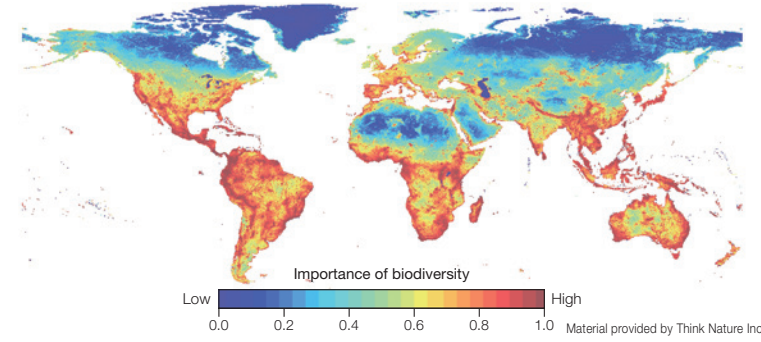 Importance of biodiversity
Low High
0.0 0.2 0.4 0.6 0.8 1.0
Material provided by Think Nature Inc